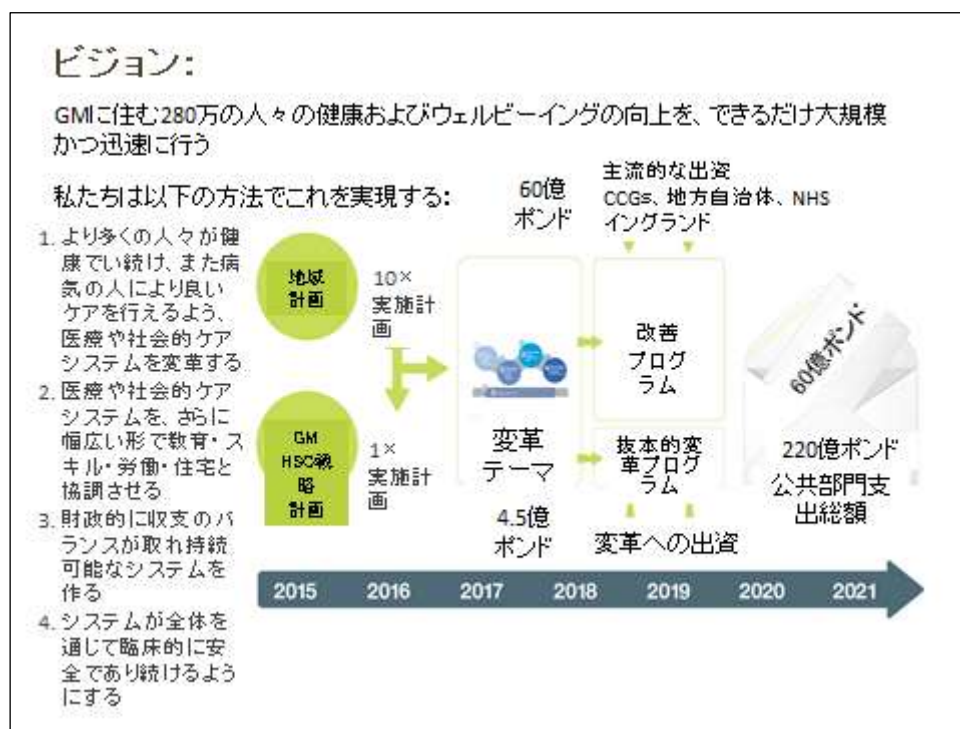 ビジョン:
GMに住む280万の人々の健康およびウェルビーイングの向上を、できるだけ大規模
かつ迅速に行う
私たちは以下の方法でこれを実現する:
1. より多くの人々が健
康でい続け、また病
気の人により良い
ケアを行えるよう、
医療や社会的ケア
システムを変革する
2. 医療や社会的ケア
システムを、さらに
幅広い形で教育・ス
キル・労働・住宅と
協調させる
3. 財政的に収支のバ
ランスが取れ持続
可能なシステムを
作る
4. システムが全体を
通じて臨床的に安
全であり続けるよう
にする
地域
計画
10×
実施計
画
GM
HSC戦
略
計画
1×
実施計
画
60億
ポンド
変革
テーマ
4.5億
ポンド
主流的な出資
CCGs、地方自治体、NHS
イングランド
改善
プログ
ラム
抜本的変
革プログ
ラム
変革への出資
60億ポンド
220億ポンド
公共部門支
出総額
2015 2016 2017 2018 2019 2020 2021